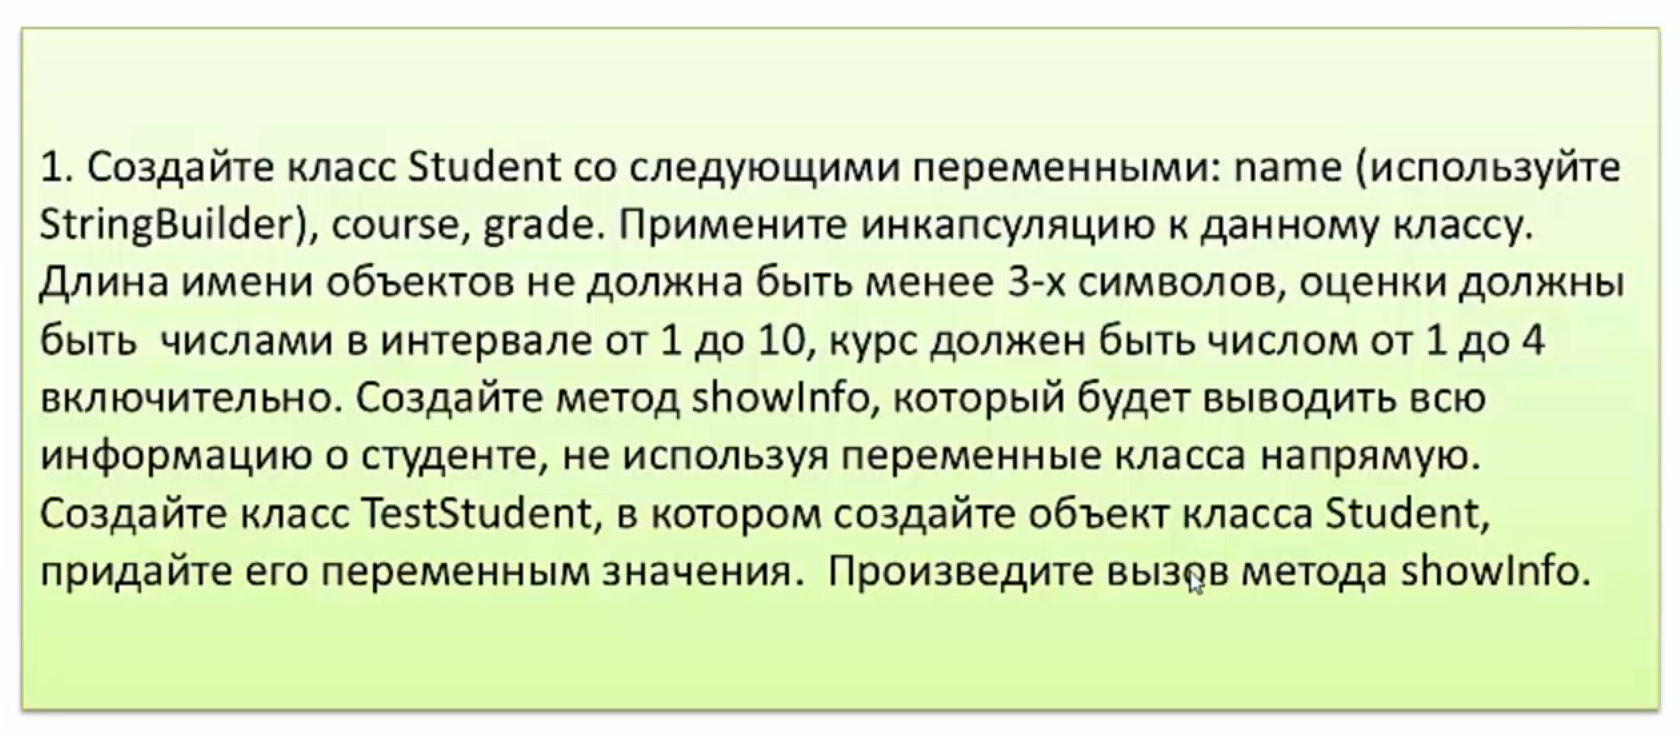 1. Создайте класс Student со следующими переменными: name (используйте
StringBuilder), course, grade. Примените инкапсуляцию к данному классу.
Длина имени объектов не должна быть менее 3-х символов, оценки должны
быть  числами в интервале от 1 до 10, курс должен быть числом от 1 до 4
включительно. Создайте метод showInfo, который будет выводить всю
информацию о студенте, не используя переменные класса напрямую.
Создайте класс TestStudent, в котором создайте объект класса Student,
придайте его переменным значения.  Произведите вызов метода showInfo.